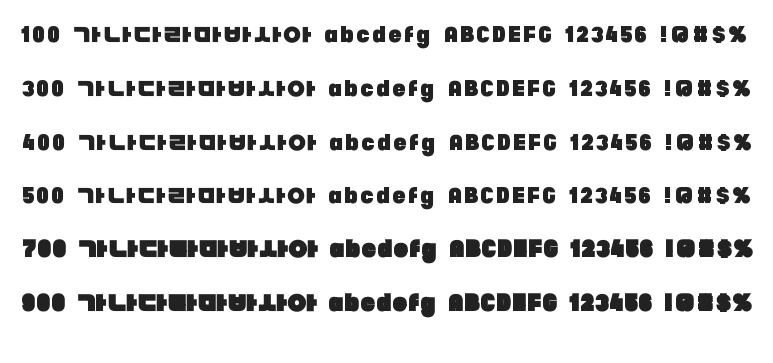 100 가나다라마바사아 abcdefg ABCDEFG 123456 !@#$%
300 가나다라마바사아 abcdefg ABCDEFG 123456 !@#$%
400 가나다라마바사아 abcdefg ABCDEFG 123456 !@#$%
500 가나다라마바사아 abcdefg ABCDEFG 123456 !@#$%
700 가나다라마바사아 abcdefg ABCDEFG 123456 !@#$%
900 가나다라마바사아 abcdefg ABCDEFG 123456 !@#$%